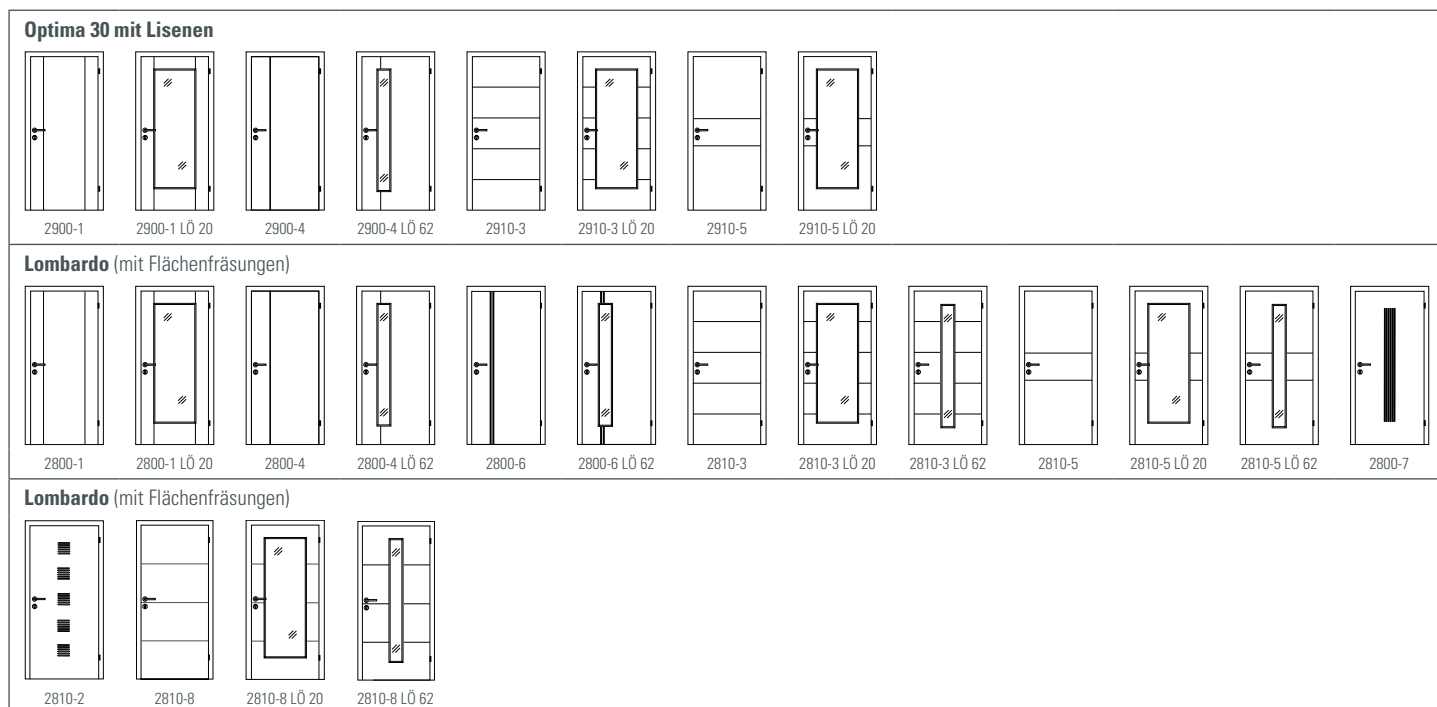 Optima 30 mit Lisenen
2900-1 2900-1 LÖ 20 2900-4 2900-4 LÖ 62 2910-3 2910-3 LÖ 20 2910-5 2910-5 LÖ 20
Lombardo (mit Flächenfräsungen)
2800-1 2800-1 LÖ 20 2800-4 2800-4 LÖ 62 2800-6 2800-6 LÖ 62 2810-3 2810-3 LÖ 20 2810-3 LÖ 62 2810-5 2810-5 LÖ 20 2810-5 LÖ 62 2800-7
Lombardo (mit Flächenfräsungen)
2810-2 2810-8 2810-8 LÖ 20 2810-8 LÖ 62